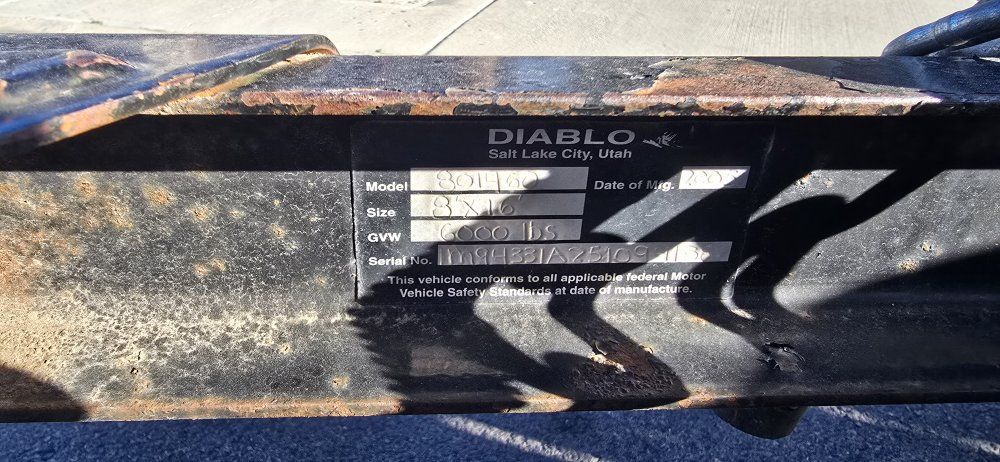 DIABLO
Salt Lake City, Utah
Model 801460 Date of Mfg. 2005
Size 8'X16'
GVW 6000 lbs
Serial No.
This vehicle conforms to all applicable federal Motor
Vehicle Safety Standards at date of manufacture.